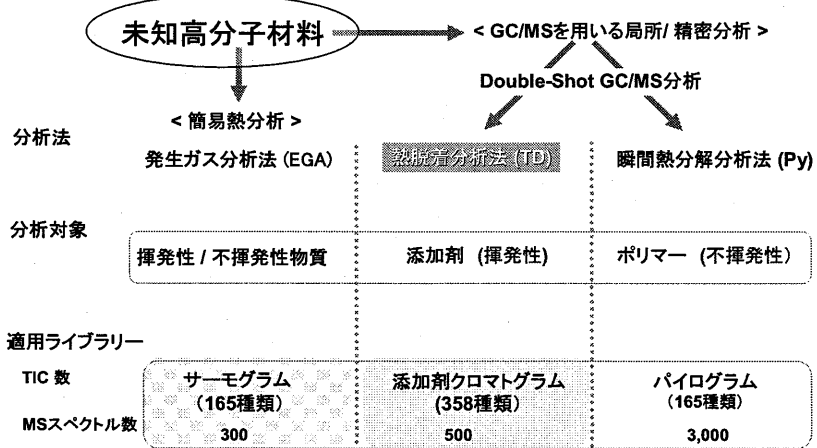 未知高分子材料
< GC/MSを用いる局所/ 精密分析 >
Double-Shot GC/MS分析
分析法
< 簡易熱分析 >
発生ガス分析法 (EGA)
熱脱着分析法 (TD)
瞬間熱分解分析法 (Py)
分析対象
揮発性 / 不揮発性物質
添加剤 (揮発性)
ポリマー (不揮発性)
適用ライブラリー
TIC 数
サーモグラム
(165種類)
添加剤クロマトグラム
(358種類)
パイログラム
(165種類)
MSスペクトル数
300
500
3,000